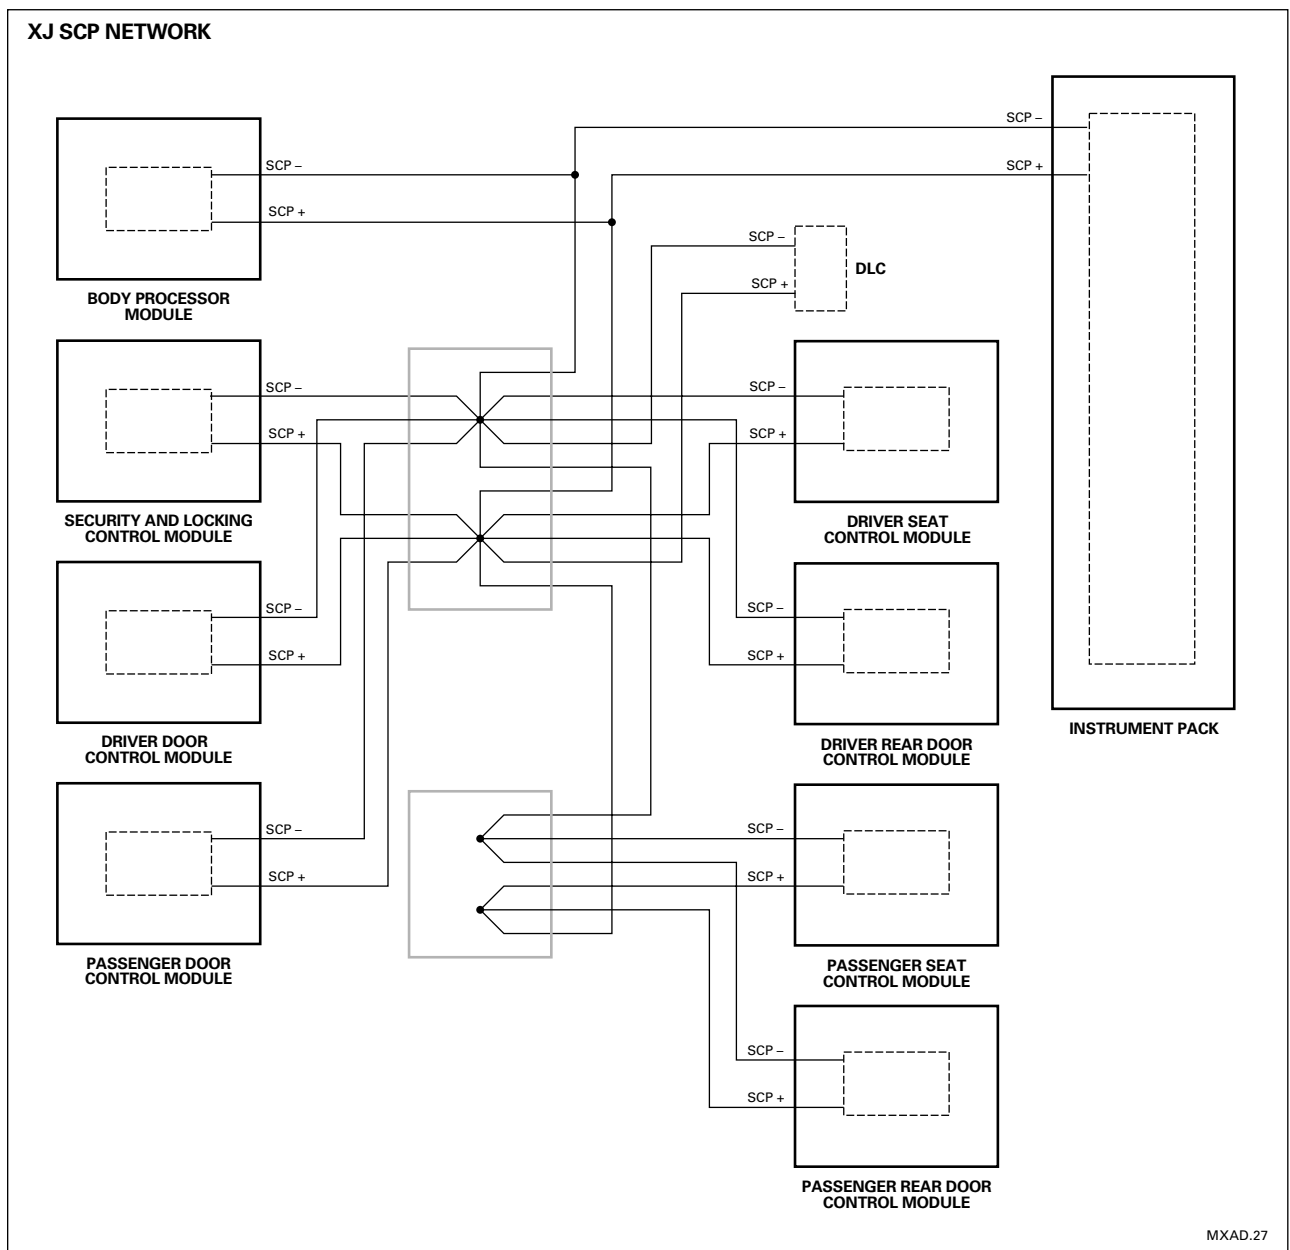 XJ SCP NETWORK
SCP –
SCP +
BODY PROCESSOR
MODULE
SCP –
SCP +
SECURITY AND LOCKING
CONTROL MODULE
SCP –
SCP +
DRIVER DOOR
CONTROL MODULE
SCP –
SCP +
PASSENGER DOOR
CONTROL MODULE
SCP –
SCP +
DLC
SCP –
SCP +
DRIVER SEAT
CONTROL MODULE
SCP –
SCP +
DRIVER REAR DOOR
CONTROL MODULE
SCP –
SCP +
PASSENGER SEAT
CONTROL MODULE
SCP –
SCP +
PASSENGER REAR DOOR
CONTROL MODULE
SCP –
SCP +
INSTRUMENT PACK
MXAD.27